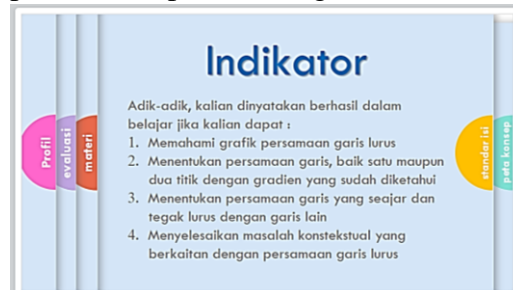 Indikator
Adik-adik, kalian dinyatakan berhasil dalam
belajar jika kalian dapat :
1. Memahami grafik persamaan garis lurus
2. Menentukan persamaan garis, baik satu maupun
dua titik dengan gradien yang sudah diketahui
3. Menentukan persamaan garis yang seajar dan
tegak lurus dengan garis lain
4. Menyelesaikan masalah konstekstual yang
berkaitan dengan persamaan garis lurus
Profil
evaluasi
materi
standar isi
peta konsep